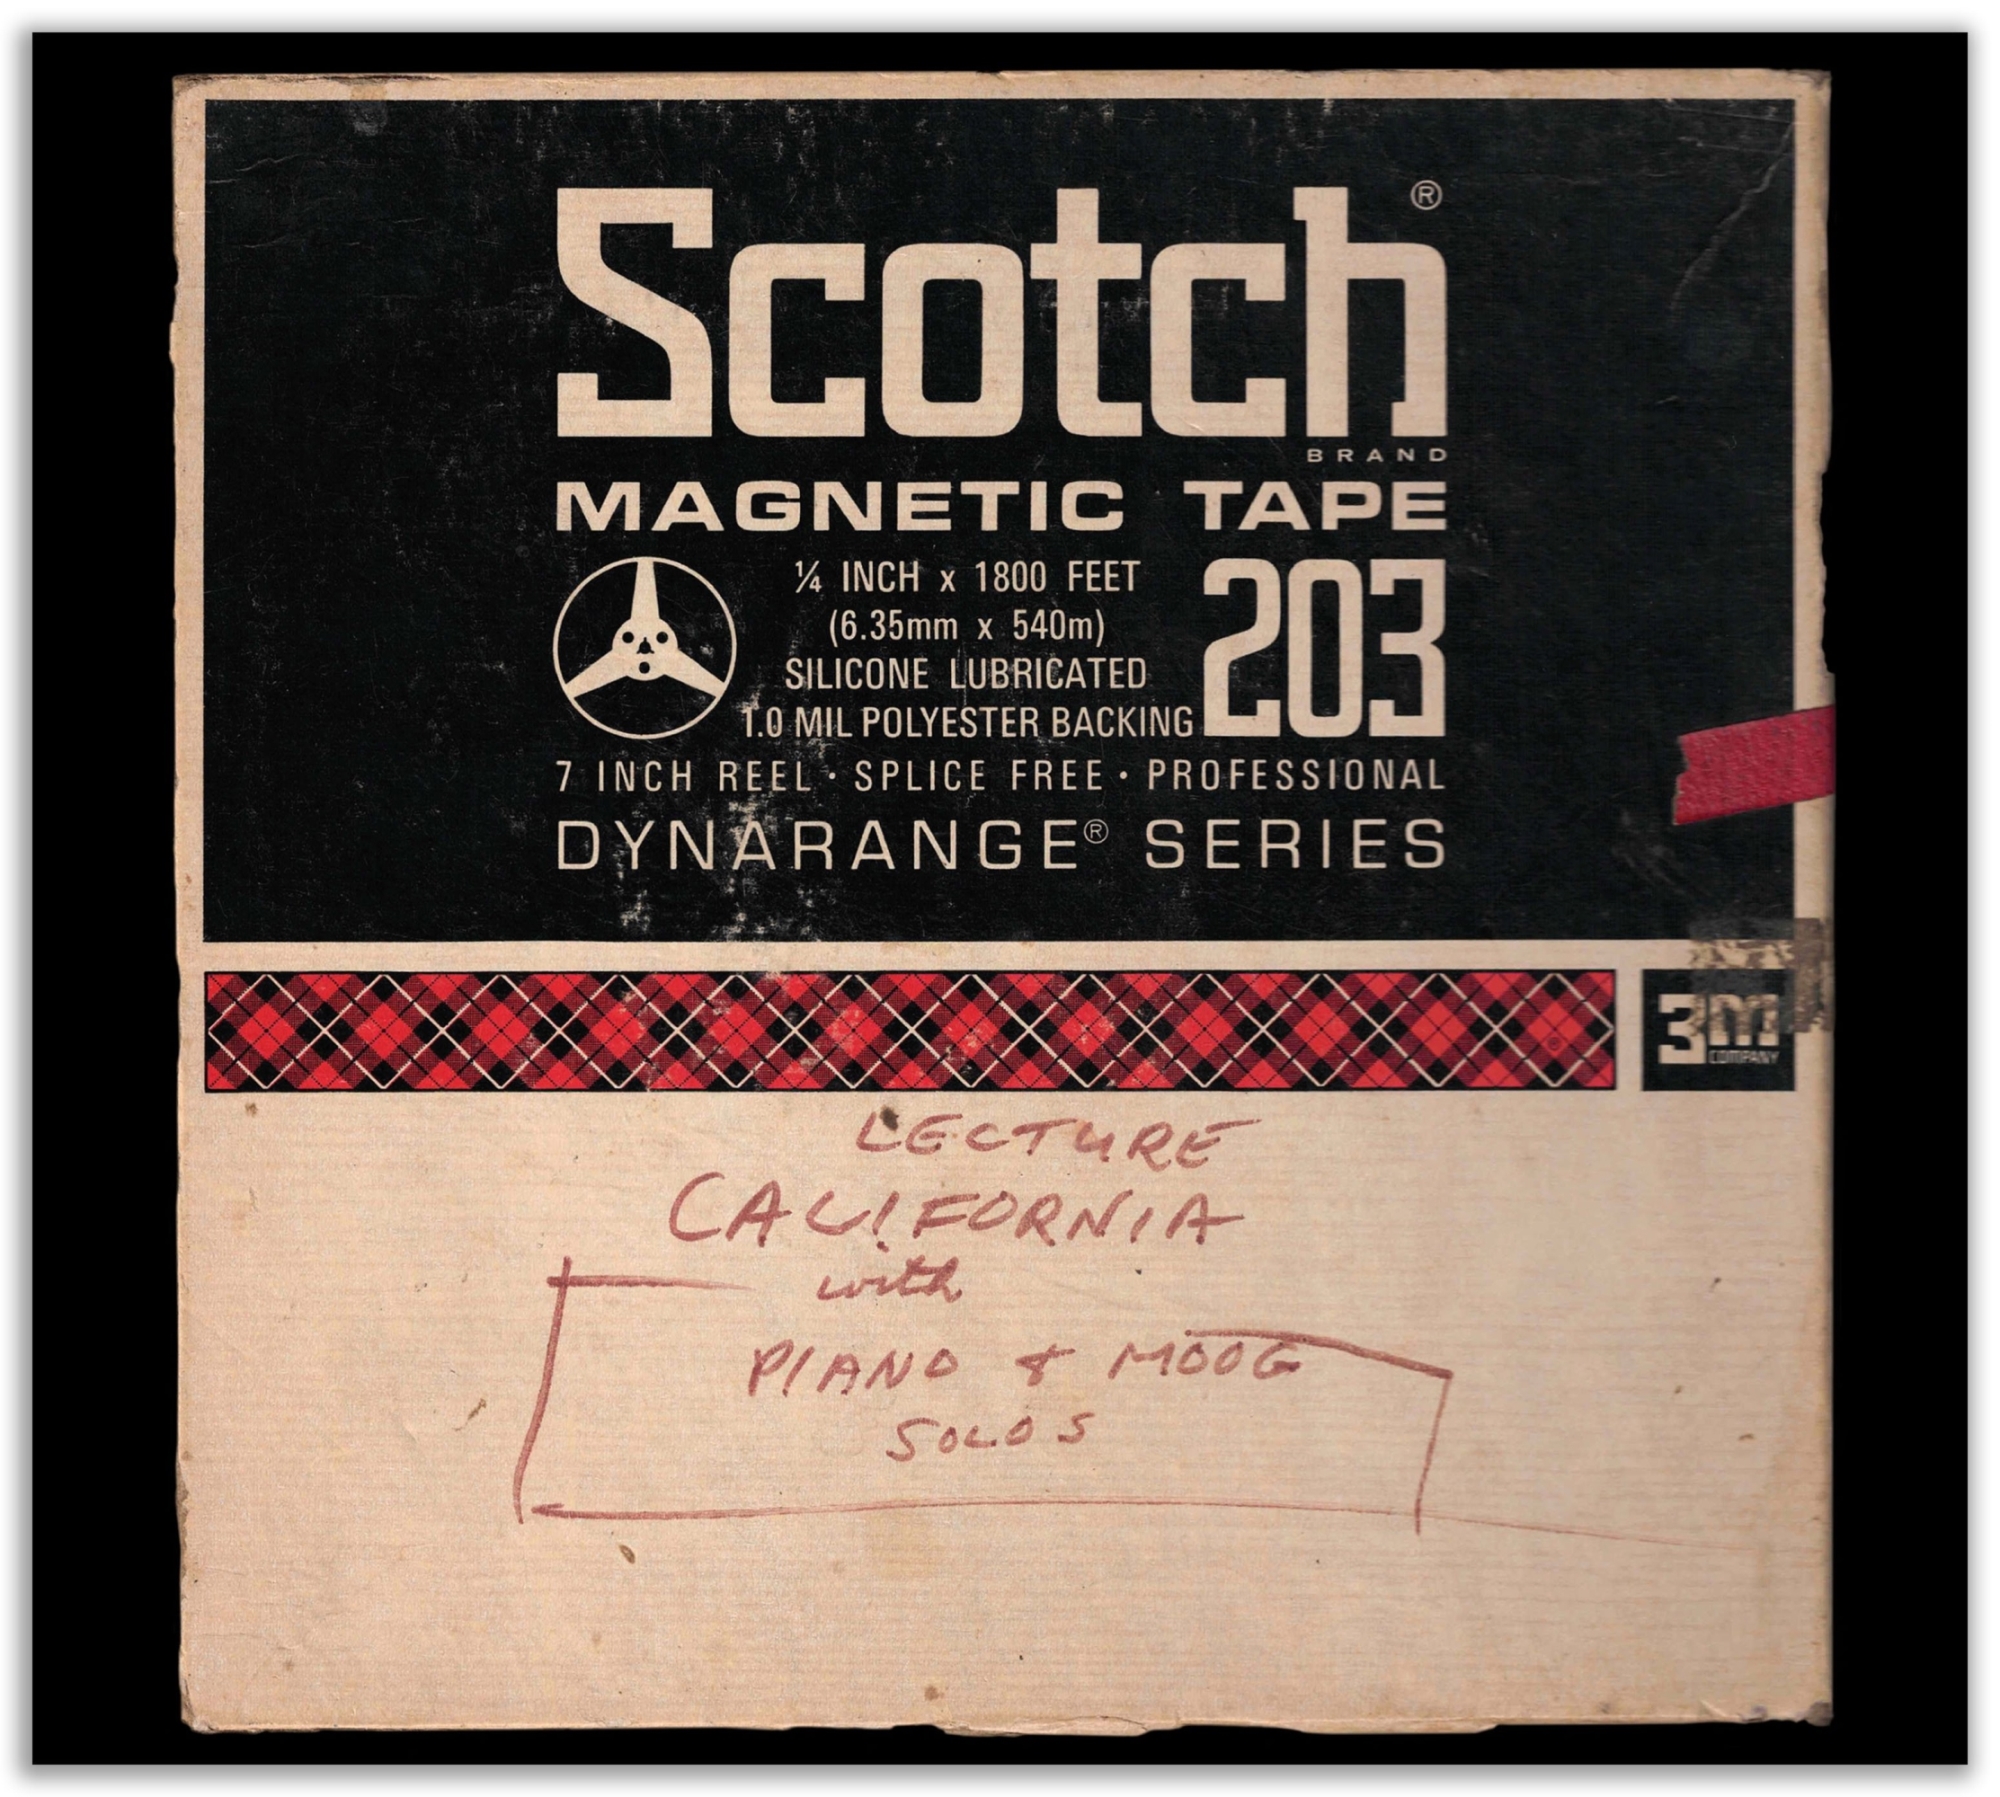 Scotch®
BRAND
MAGNETIC TAPE
¼ INCH x 1800 FEET
(6.35mm x 540m)
SILICONE LUBRICATED
1.0 MIL POLYESTER BACKING
203
7 INCH REEL · SPLICE FREE · PROFESSIONAL
DYNARANGE® SERIES
3M
COMPANY
LECTURE
CALIFORNIA
with
PIANO & MOOG
SOLOS